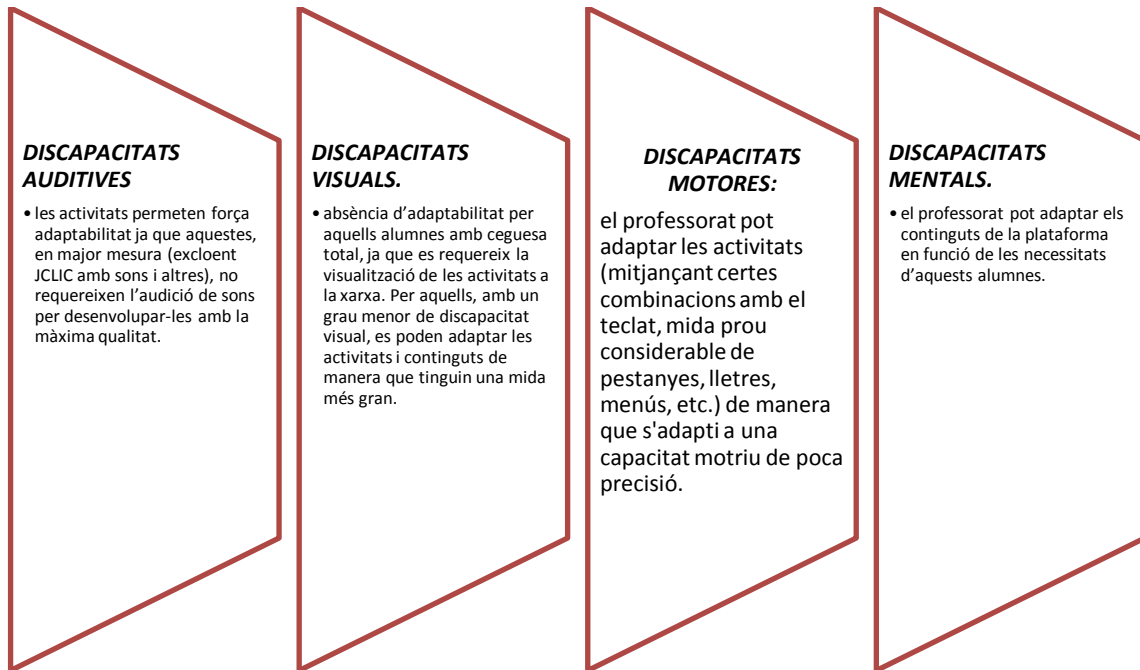 DISCAPACITATS
AUDITIVES
• les activitats permeten força
adaptabilitat ja que aquestes,
en major mesura (excloent
JCLIC amb sons i altres), no
requereixen l'audició de sons
per desenvolupar-les amb la
màxima qualitat.
DISCAPACITATS
VISUALS.
• absència d'adaptabilitat per
aquells alumnes amb ceguesa
total, ja que es requereix la
visualització de les activitats a
la xarxa. Per aquells, amb un
grau menor de discapacitat
visual, es poden adaptar les
activitats i continguts de
manera que tinguin una mida
més gran.
DISCAPACITATS
MOTORES:
el professorat pot
adaptar les activitats
(mitjançant certes
combinacions amb el
teclat, mida prou
considerable de
pestanyes, lletres,
menús, etc.) de manera
que s'adapti a una
capacitat motriu de poca
precisió.
DISCAPACITATS
MENTALS.
• el professorat pot adaptar els
continguts de la plataforma
en funció de les necessitats
d'aquests alumnes.